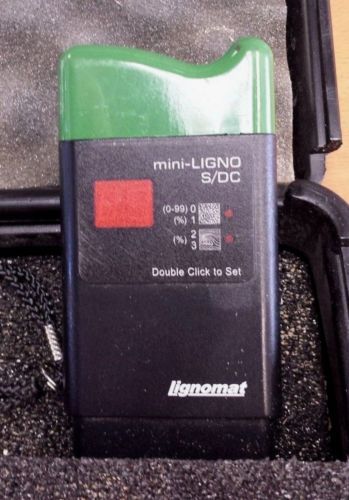 mini-LIGNO
S/DC
(0-99) 0
(%) 1
(%) 2
3
Double Click to Set
lignomat